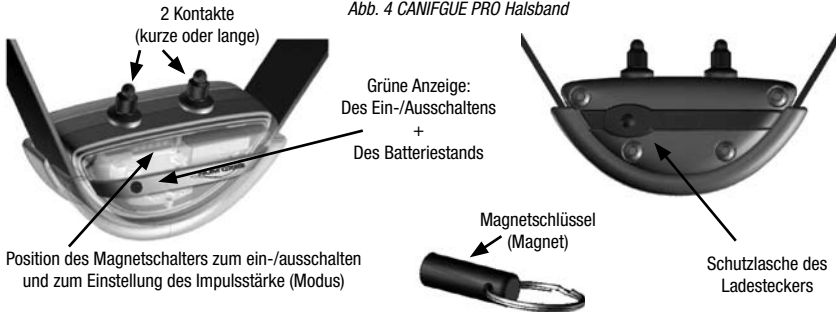 Abb. 4 CANIFGUE PRO Halsband
2 Kontakte
(kurze oder lange)
Grüne Anzeige:
Des Ein-/Ausschaltens
+
Des Batteriestands
Position des Magnetschalters zum ein-/ausschalten
und zum Einstellung des Impulsstärke (Modus)
Magnetschlüssel
(Magnet)
Schutzlasche des
Ladesteckers